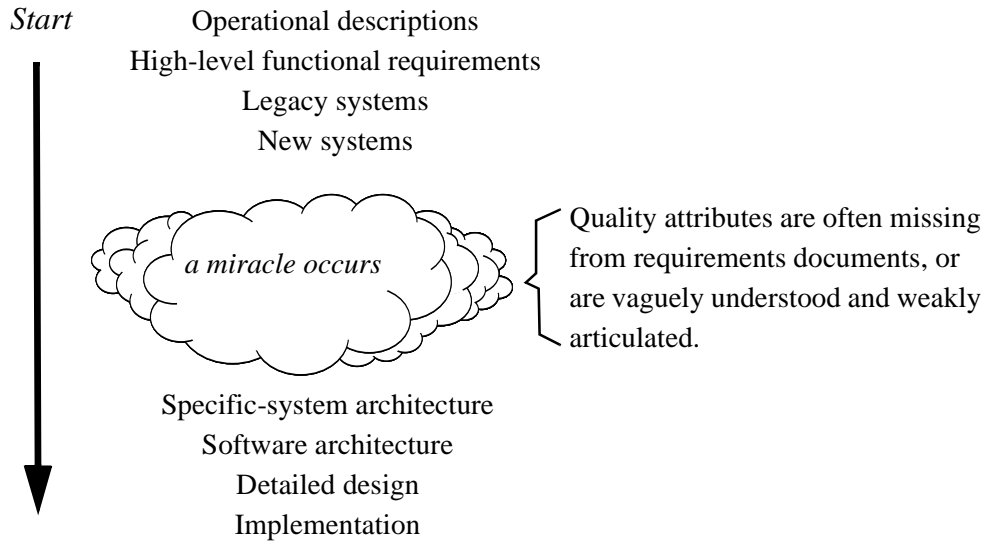 Start
Operational descriptions
High-level functional requirements
Legacy systems
New systems
a miracle occurs
Quality attributes are often missing
from requirements documents, or
are vaguely understood and weakly
articulated.
Specific-system architecture
Software architecture
Detailed design
Implementation